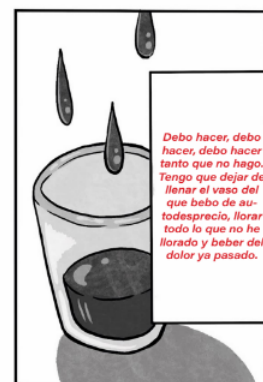 Debo hacer, debo
hacer, debo hacer
tanto que no hago.
Tengo que dejar de
llenar el vaso del
que bebo de au-
todesprecio, llorar
todo lo que no he
llorado y beber del
dolor ya pasado.